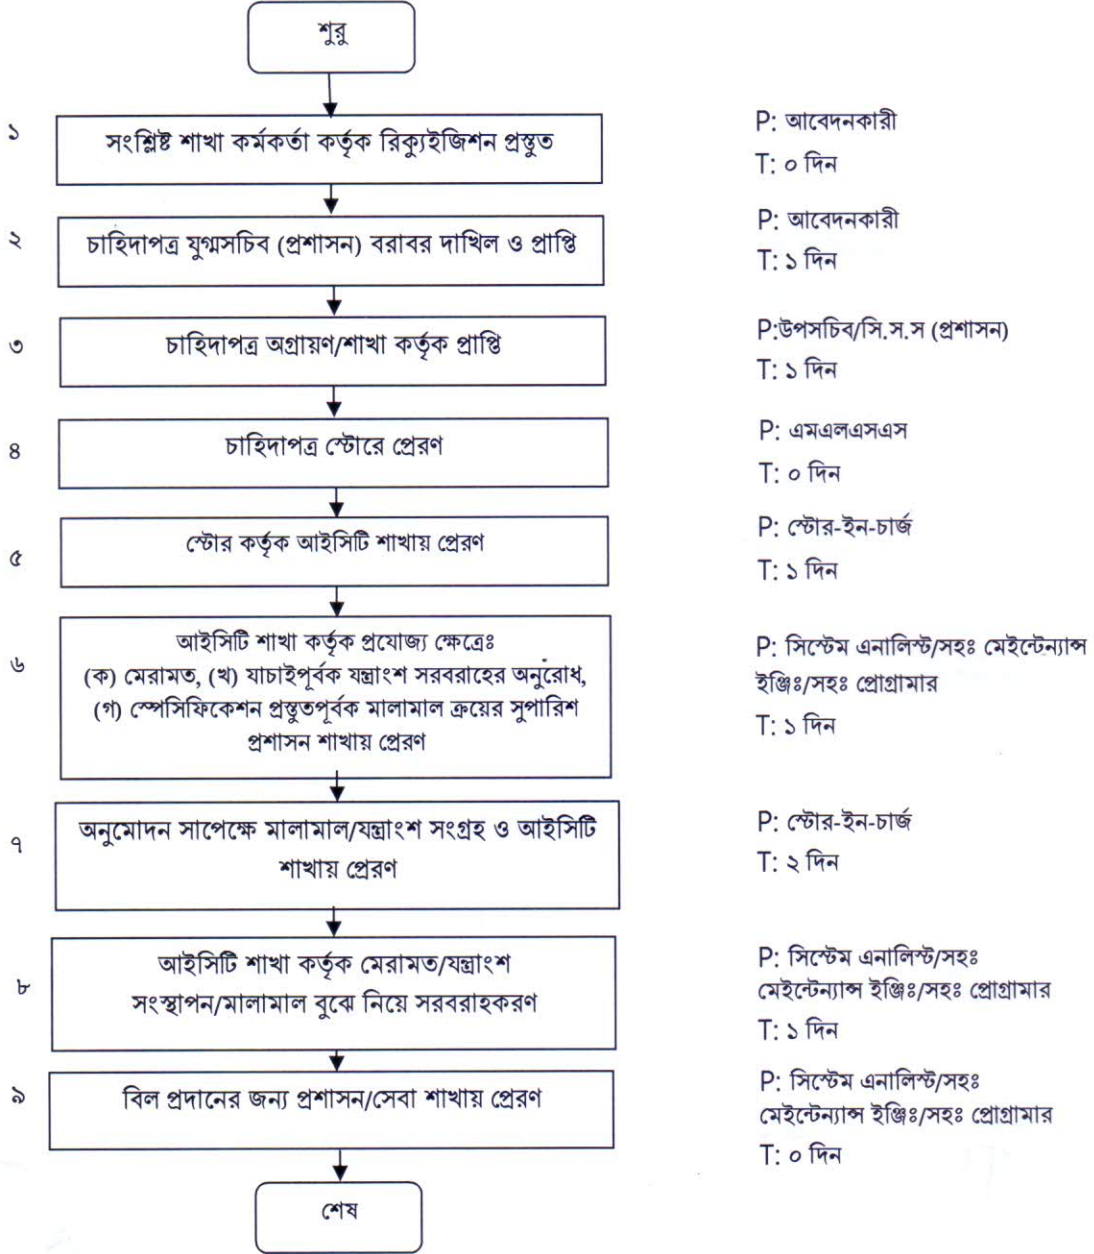 শুরু
১
সংশ্লিষ্ট শাখা কর্মকর্তা কর্তৃক রিকুইজিশন প্রস্তুত
P: আবেদনকারী
T: ০ দিন
২
চাহিদাপত্র যুগ্মসচিব (প্রশাসন) বরাবর দাখিল ও প্রাপ্তি
P: আবেদনকারী
T: ১ দিন
৩
চাহিদাপত্র অগ্রায়ণ/শাখা কর্তৃক প্রাপ্তি
P:উপসচিব/সি.স.স (প্রশাসন)
T: ১ দিন
৪
চাহিদাপত্র স্টোরে প্রেরণ
P: এমএলএসএস
T: ০ দিন
৫
স্টোর কর্তৃক আইসিটি শাখায় প্রেরণ
P: স্টোর-ইন-চার্জ
T: ১ দিন
৬
আইসিটি শাখা কর্তৃক প্রযোজ্য ক্ষেত্রেঃ
(ক) মেরামত, (খ) যাচাইপূর্বক যন্ত্রাংশ সরবরাহের অনুরোধ,
(গ) স্পেসিফিকেশন প্রস্তুতপূর্বক মালামাল ক্রয়ের সুপারিশ
প্রশাসন শাখায় প্রেরণ
P: সিস্টেম এনালিস্ট/সহঃ মেইন্টেন্যান্স
ইঞ্জিঃ/সহঃ প্রোগ্রামার
T: ১ দিন
৭
অনুমোদন সাপেক্ষে মালামাল/যন্ত্রাংশ সংগ্রহ ও আইসিটি
শাখায় প্রেরণ
P: স্টোর-ইন-চার্জ
T: ২ দিন
৮
আইসিটি শাখা কর্তৃক মেরামত/যন্ত্রাংশ
সংস্থাপন/মালামাল বুঝে নিয়ে সরবরাহকরণ
P: সিস্টেম এনালিস্ট/সহঃ
মেইন্টেন্যান্স ইঞ্জিঃ/সহঃ প্রোগ্রামার
T: ১ দিন
৯
বিল প্রদানের জন্য প্রশাসন/সেবা শাখায় প্রেরণ
P: সিস্টেম এনালিস্ট/সহঃ
মেইন্টেন্যান্স ইঞ্জিঃ/সহঃ প্রোগ্রামার
T: ০ দিন
শেষ